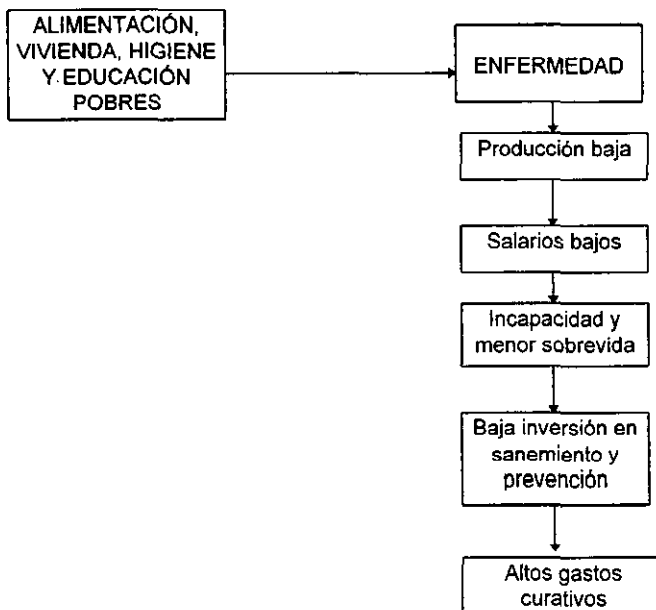 ALIMENTACIÓN,
VIVIENDA, HIGIENE
Y EDUCACIÓN
POBRES
ENFERMEDAD
Producción baja
Salarios bajos
Incapacidad y
menor sobrevida
Baja inversión en
sanemiento y
prevención
Altos gastos
curativos